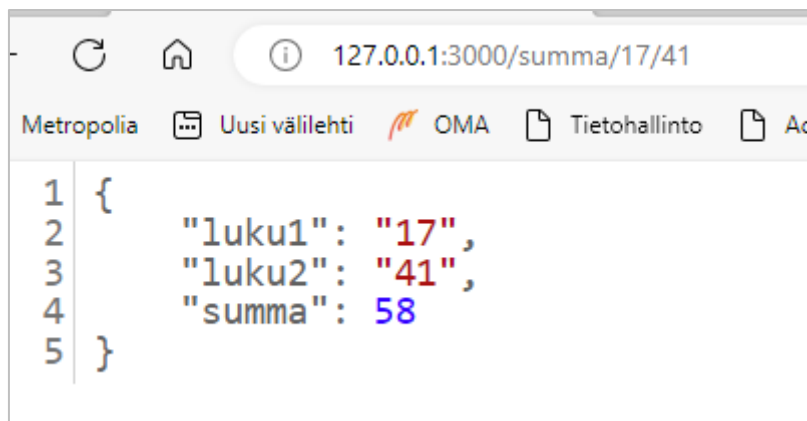 127.0.0.1:3000/summa/17/41
Metropolia Uusi välilehti OMA Tietohallinto
1 {
2 "luku1": "17",
3 "luku2": "41",
4 "summa": 58
5 }